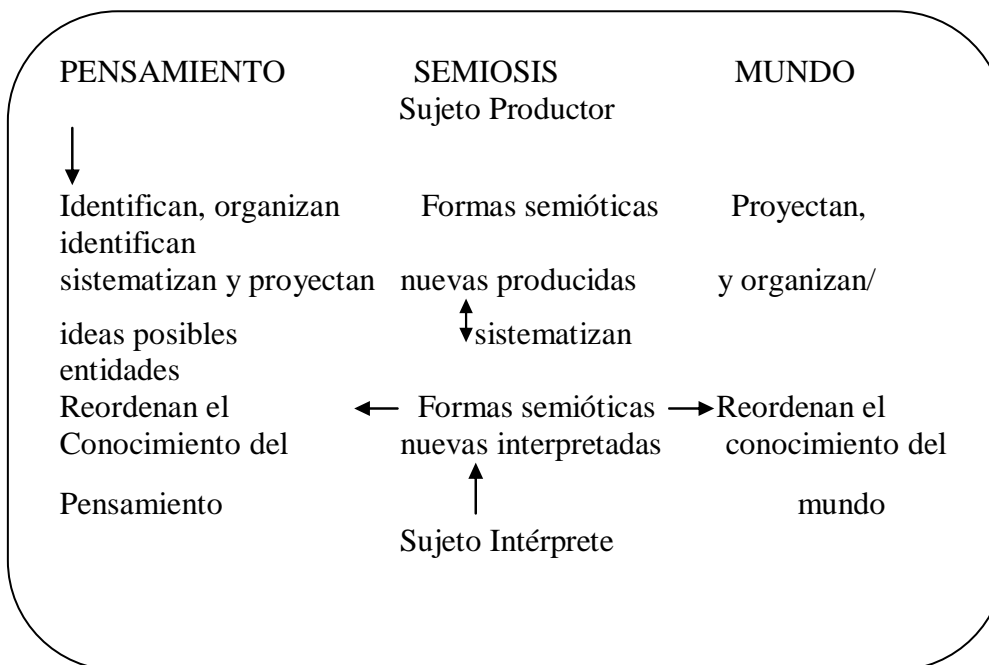 PENSAMIENTO SEMIOSIS MUNDO
Sujeto Productor
Identifican, organizan Formas semióticas Proyectan,
identifican
sistematizan y proyectan nuevas producidas y organizan/
ideas posibles sistematizan
entidades
Reordenan el Formas semióticas Reordenan el
Conocimiento del nuevas interpretadas conocimiento del
Pensamiento mundo
Sujeto Intérprete